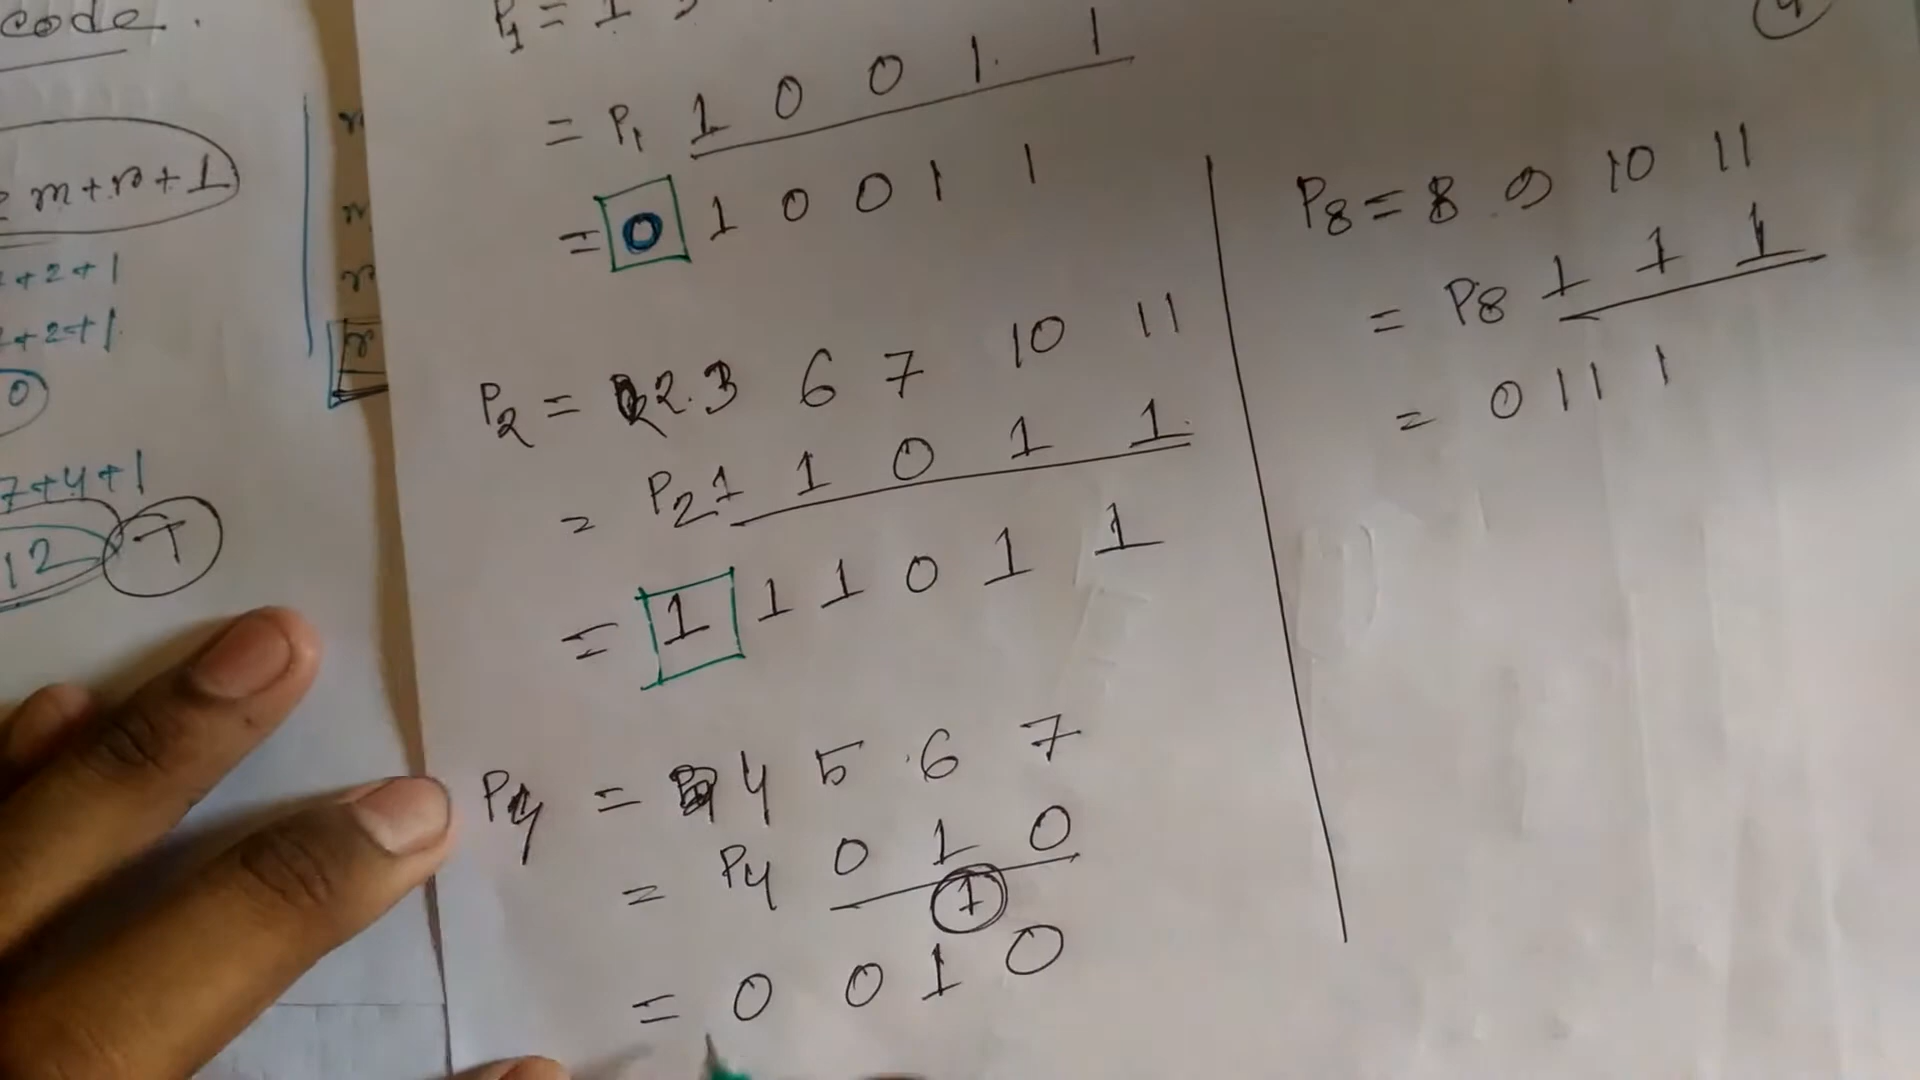 code.
m+r+1
+2+1
+2+1
0
7+4+1
12 7
P1 = 1
= P1 1 0 0 1 1
= 0 1 0 0 1 1
P2 = 2 3 6 7 10 11
= P2 1 1 0 1 1
= 1 1 1 0 1 1
P4 = 4 5 6 7
= P4 0 1 0
1
= 0 0 1 0
P8 = 8 9 10 11
= P8 1 1 1
= 0 1 1 1